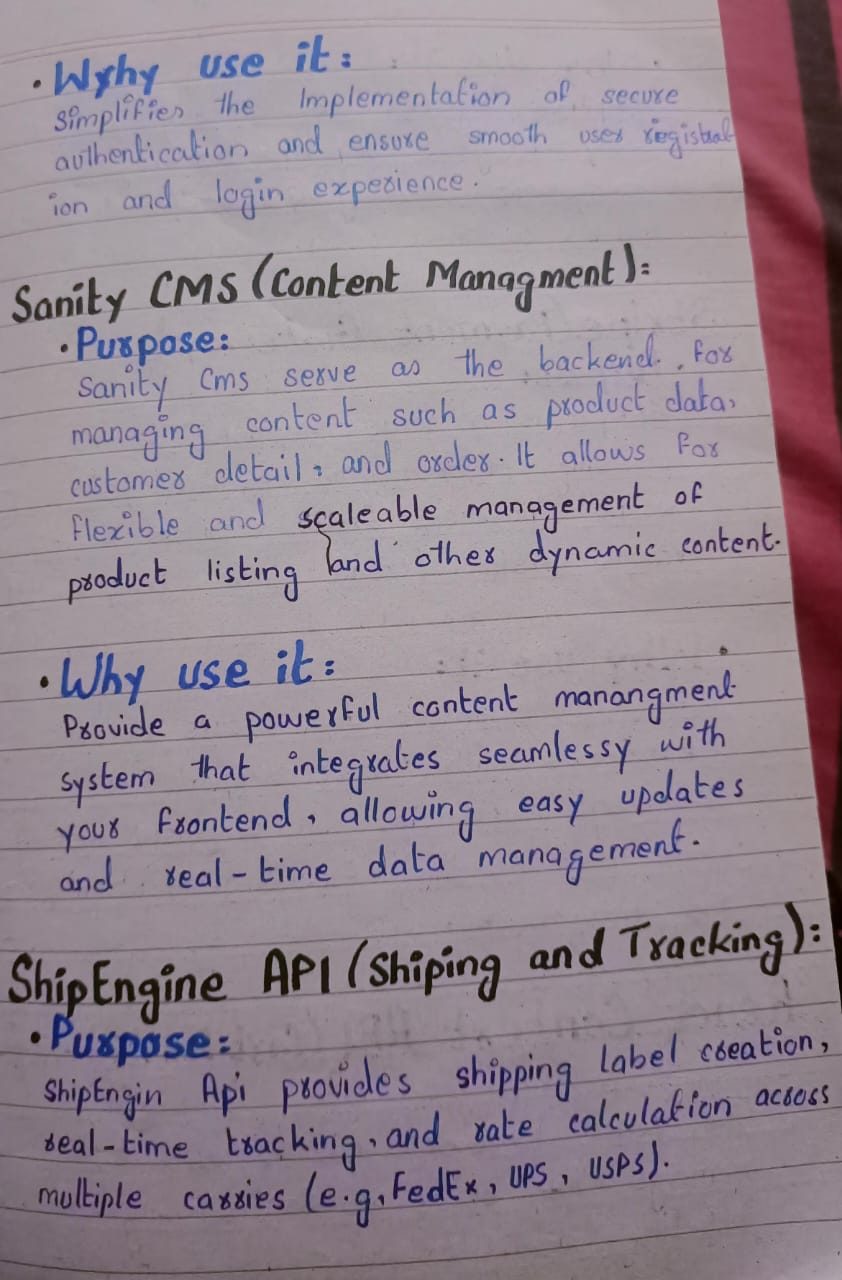 • Why use it:
Simplifies the Implementation of secure
authentication and ensure smooth user registrat
ion and login experience.
Sanity CMS (Content Managment):
• Purpose:
Sanity Cms serve as the backend for
managing content such as product data,
customer detail, and order. It allows for
flexible and scaleable management of
product listing and other dynamic content.
• Why use it:
Provide a powerful content manangment
system that integrates seamlessy with
your frontend, allowing easy updates
and real-time data management.
ShipEngine API (Shiping and Tracking):
• Purpose:
ShipEngin Api provides shipping label creation,
real-time tracking, and rate calculation across
multiple carries (e.g, FedEx, UPS, USPS).